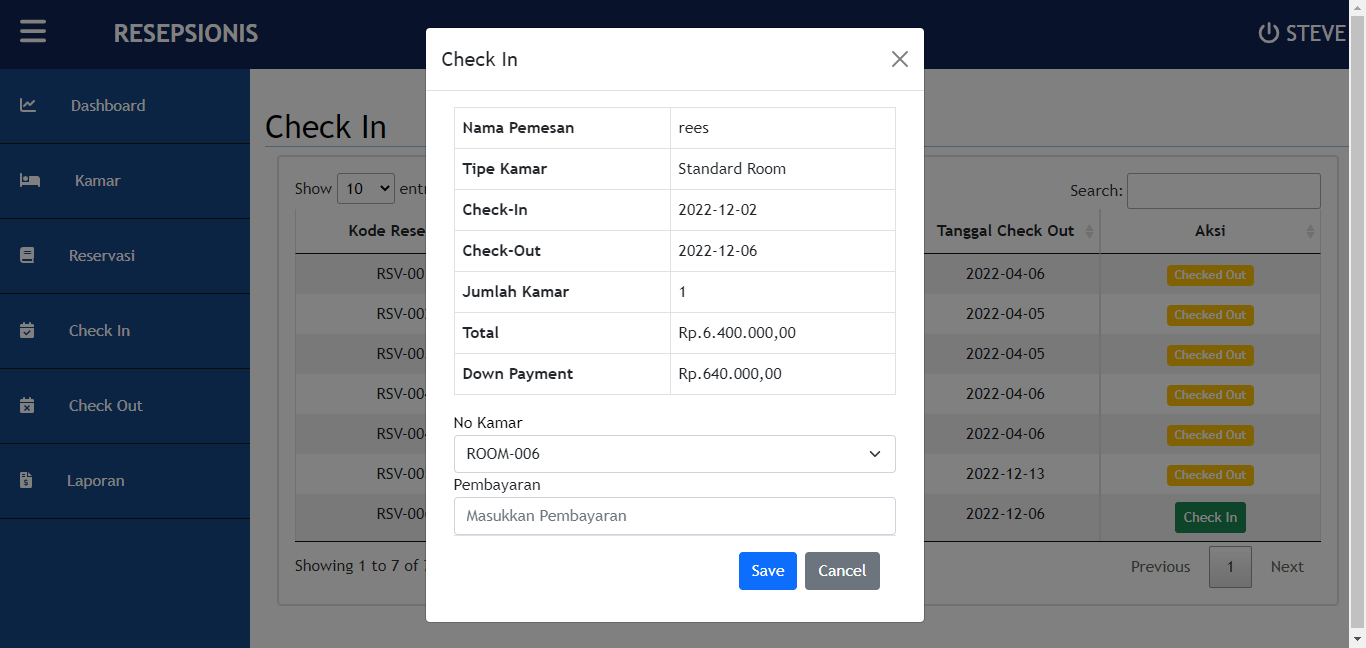 RESEPSIONIS
STEVE
Dashboard
Kamar
Reservasi
Check In
Check Out
Laporan
Check In
Show 10
Search:
Kode Rese
Tanggal Check Out
Aksi
RSV-00
2022-04-06
Checked Out
RSV-00
2022-04-05
Checked Out
RSV-00
2022-04-05
Checked Out
RSV-00
2022-04-06
Checked Out
RSV-00
2022-04-06
Checked Out
RSV-00
2022-12-13
Checked Out
RSV-00
2022-12-06
Check In
Showing 1 to 7 of
Previous 1 Next
Check In
Nama Pemesan rees
Tipe Kamar Standard Room
Check-In 2022-12-02
Check-Out 2022-12-06
Jumlah Kamar 1
Total Rp.6.400.000,00
Down Payment Rp.640.000,00
No Kamar
ROOM-006
Pembayaran
Masukkan Pembayaran
Save Cancel